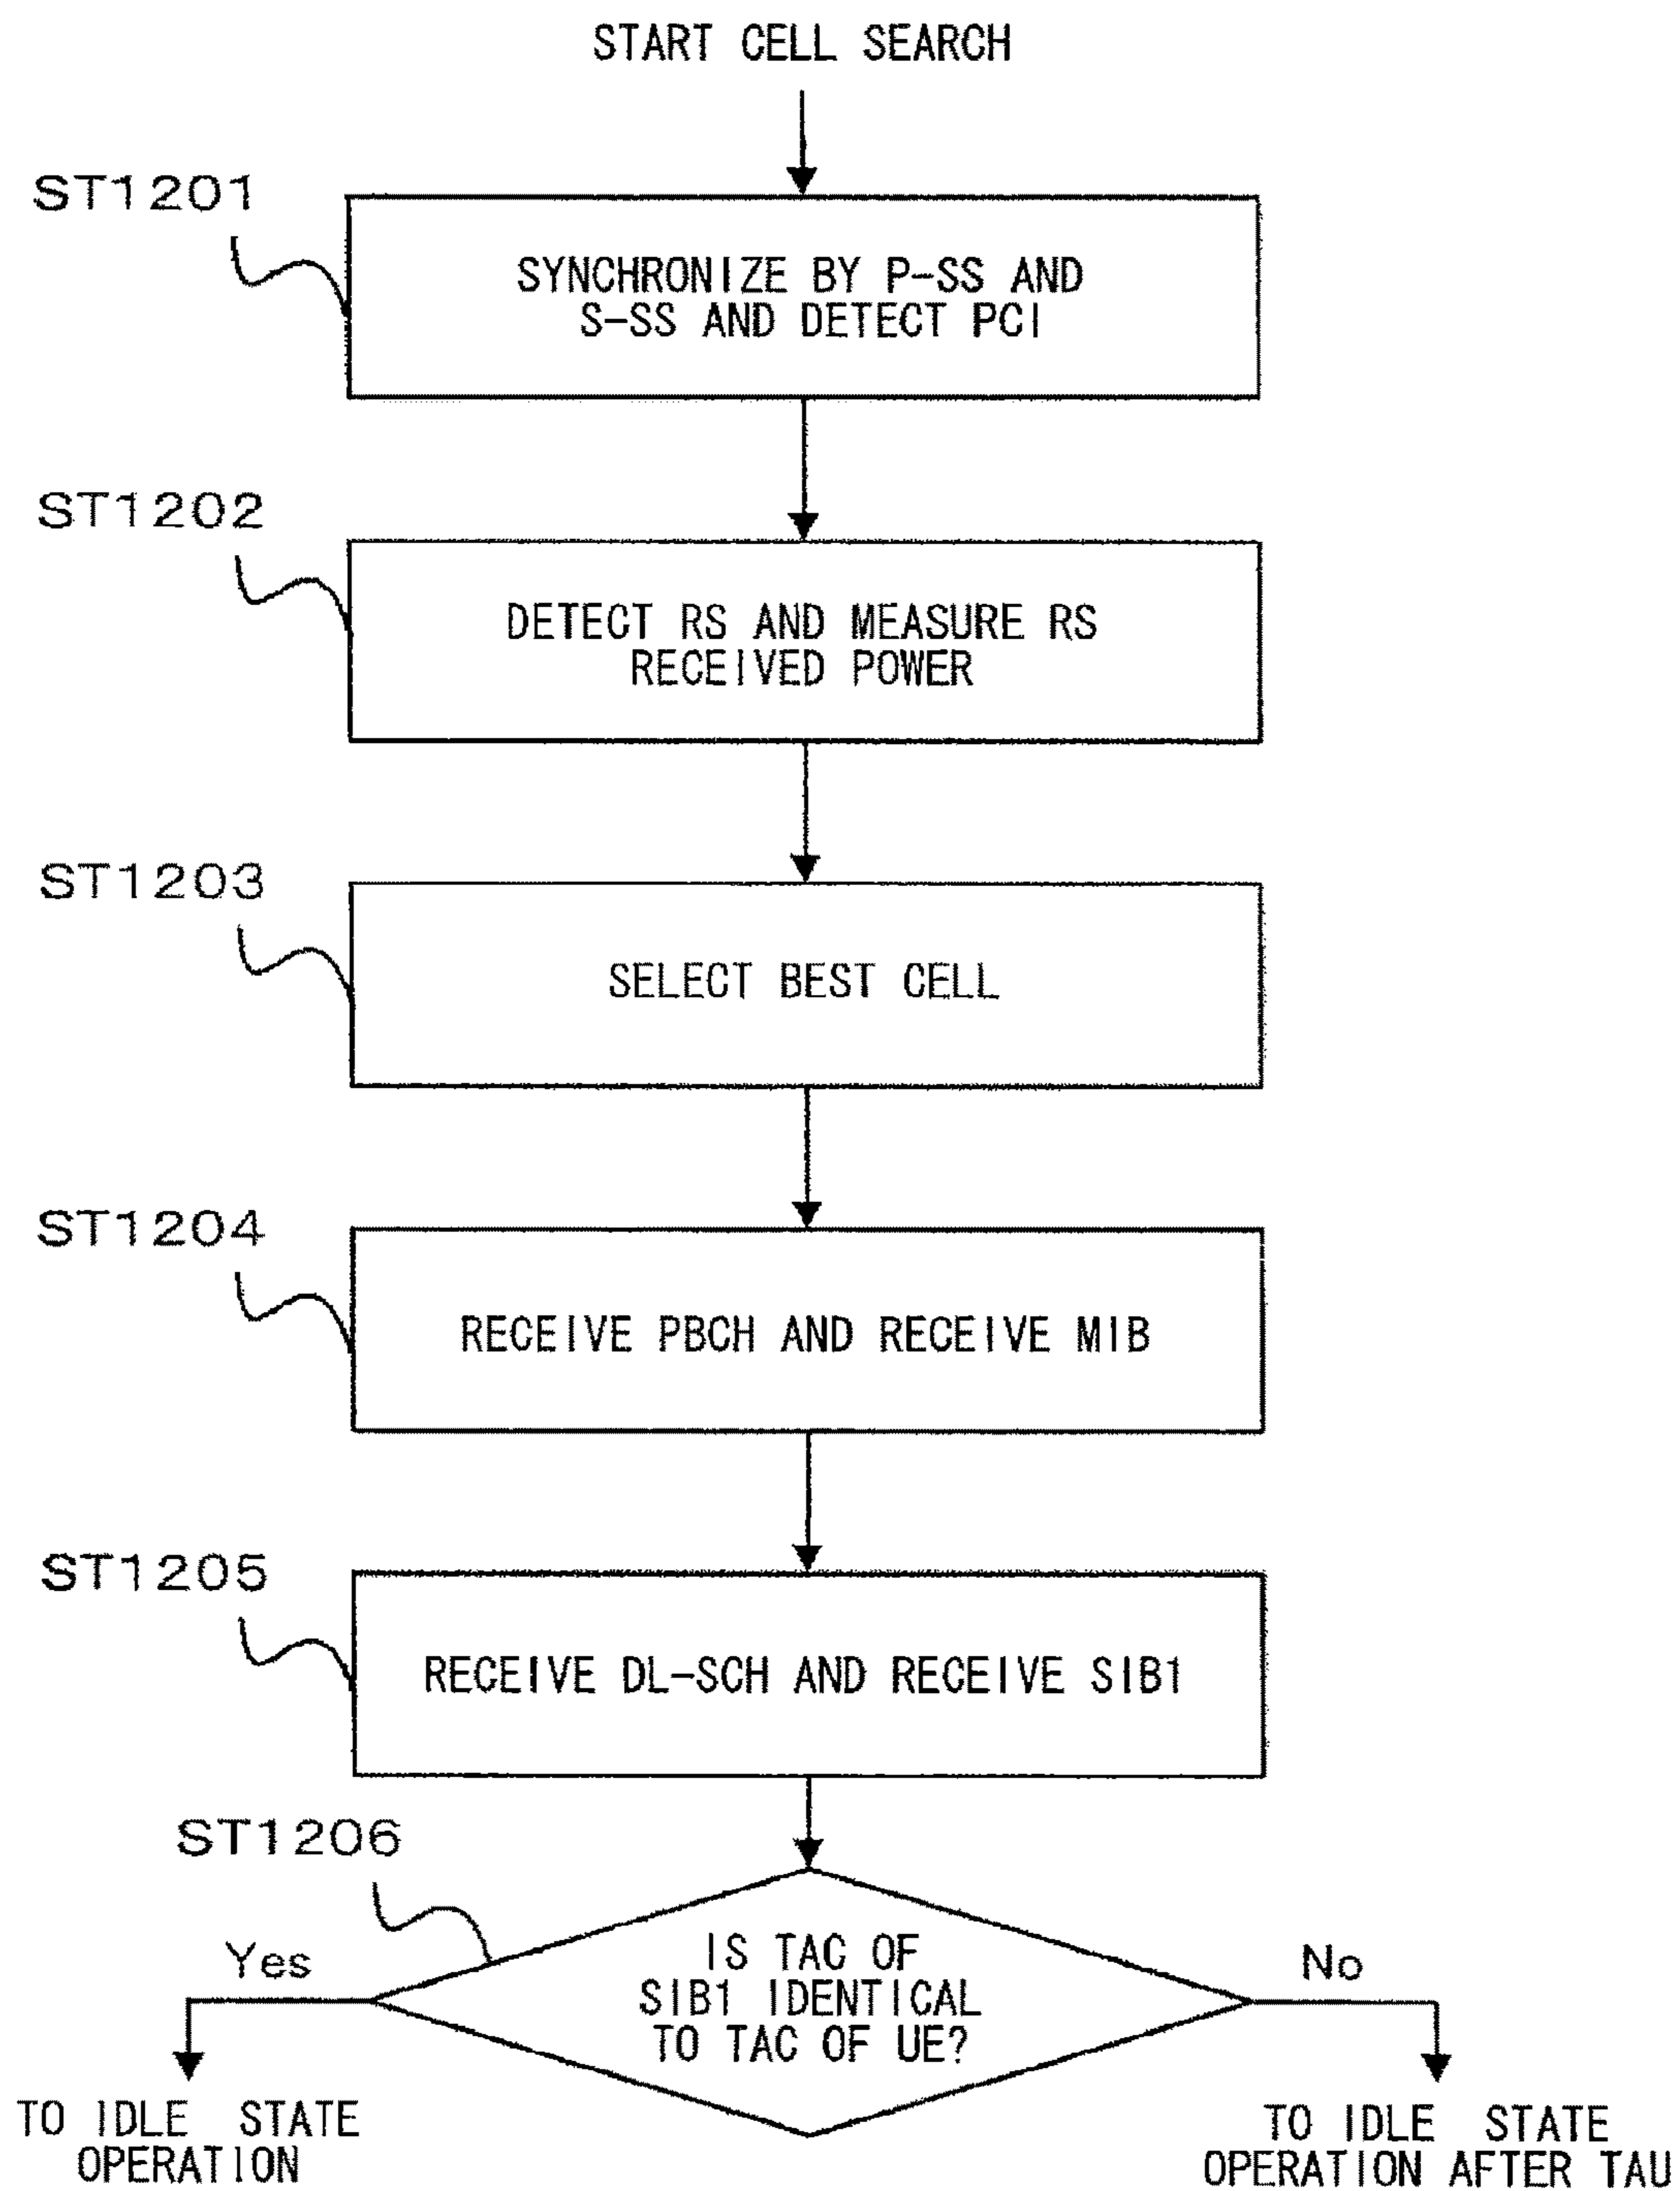 START CELL SEARCH
ST1201
SYNCHRONIZE BY P-SS AND
S-SS AND DETECT PCI
ST1202
DETECT RS AND MEASURE RS
RECEIVED POWER
ST1203
SELECT BEST CELL
ST1204
RECEIVE PBCH AND RECEIVE MIB
ST1205
RECEIVE DL-SCH AND RECEIVE SIB1
ST1206
IS TAC OF
SIB1 IDENTICAL
TO TAC OF UE?
Yes
No
TO IDLE STATE
OPERATION
TO IDLE STATE
OPERATION AFTER TAU